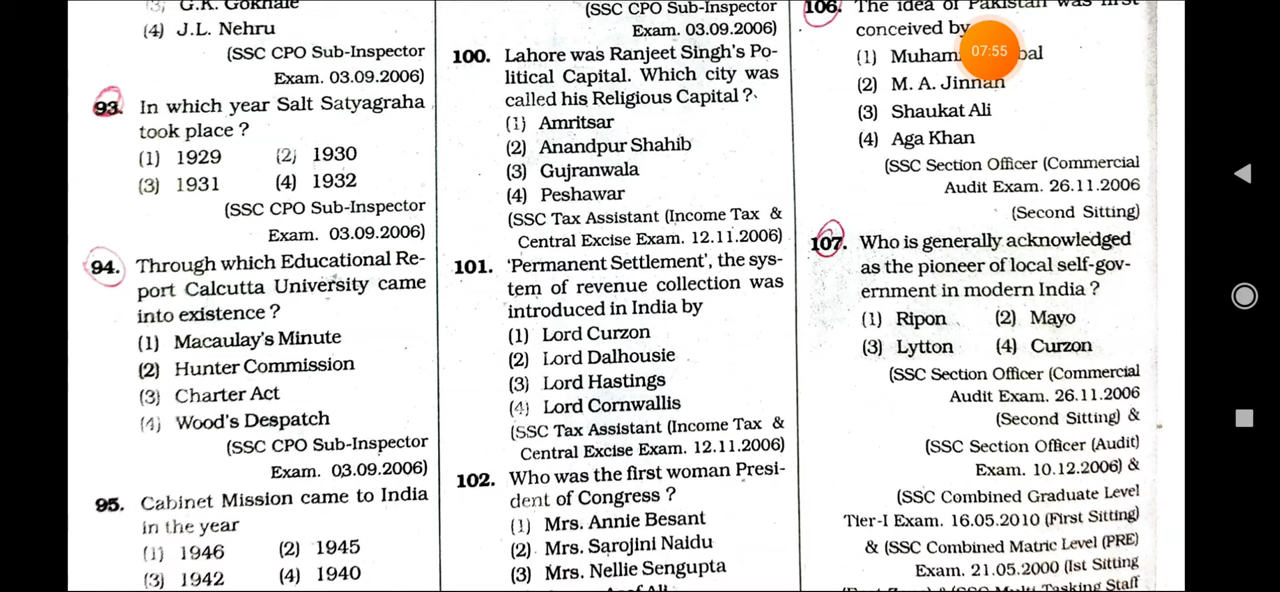 (3) G.K. Gokhale
(4) J.L. Nehru
(SSC CPO Sub-Inspector
Exam. 03.09.2006)
93. In which year Salt Satyagraha
took place ?
(1) 1929 (2) 1930
(3) 1931 (4) 1932
(SSC CPO Sub-Inspector
Exam. 03.09.2006)
94. Through which Educational Re-
port Calcutta University came
into existence ?
(1) Macaulay's Minute
(2) Hunter Commission
(3) Charter Act
(4) Wood's Despatch
(SSC CPO Sub-Inspector
Exam. 03.09.2006)
95. Cabinet Mission came to India
in the year
(1) 1946 (2) 1945
(3) 1942 (4) 1940
(SSC CPO Sub-Inspector
Exam. 03.09.2006)
100. Lahore was Ranjeet Singh's Po-
litical Capital. Which city was
called his Religious Capital ?
(1) Amritsar
(2) Anandpur Shahib
(3) Gujranwala
(4) Peshawar
(SSC Tax Assistant (Income Tax &
Central Excise Exam. 12.11.2006)
101. 'Permanent Settlement', the sys-
tem of revenue collection was
introduced in India by
(1) Lord Curzon
(2) Lord Dalhousie
(3) Lord Hastings
(4) Lord Cornwallis
(SSC Tax Assistant (Income Tax &
Central Excise Exam. 12.11.2006)
102. Who was the first woman Presi-
dent of Congress ?
(1) Mrs. Annie Besant
(2) Mrs. Sarojini Naidu
(3) Mrs. Nellie Sengupta
106. The idea of Pakistan was first
conceived by
(1)
07:55
(2) M. A. Jinnah
(3) Shaukat Ali
(4) Aga Khan
(SSC Section Officer (Commercial
Audit Exam. 26.11.2006
(Second Sitting)
107. Who is generally acknowledged
as the pioneer of local self-gov-
ernment in modern India ?
(1) Ripon (2) Mayo
(3) Lytton (4) Curzon
(SSC Section Officer (Commercial
Audit Exam. 26.11.2006
(Second Sitting) &
(SSC Section Officer (Audit)
Exam. 10.12.2006) &
(SSC Combined Graduate Level
Tier-I Exam. 16.05.2010 (First Sitting)
& (SSC Combined Matric Level (PRE)
Exam. 21.05.2000 (Ist Sitting